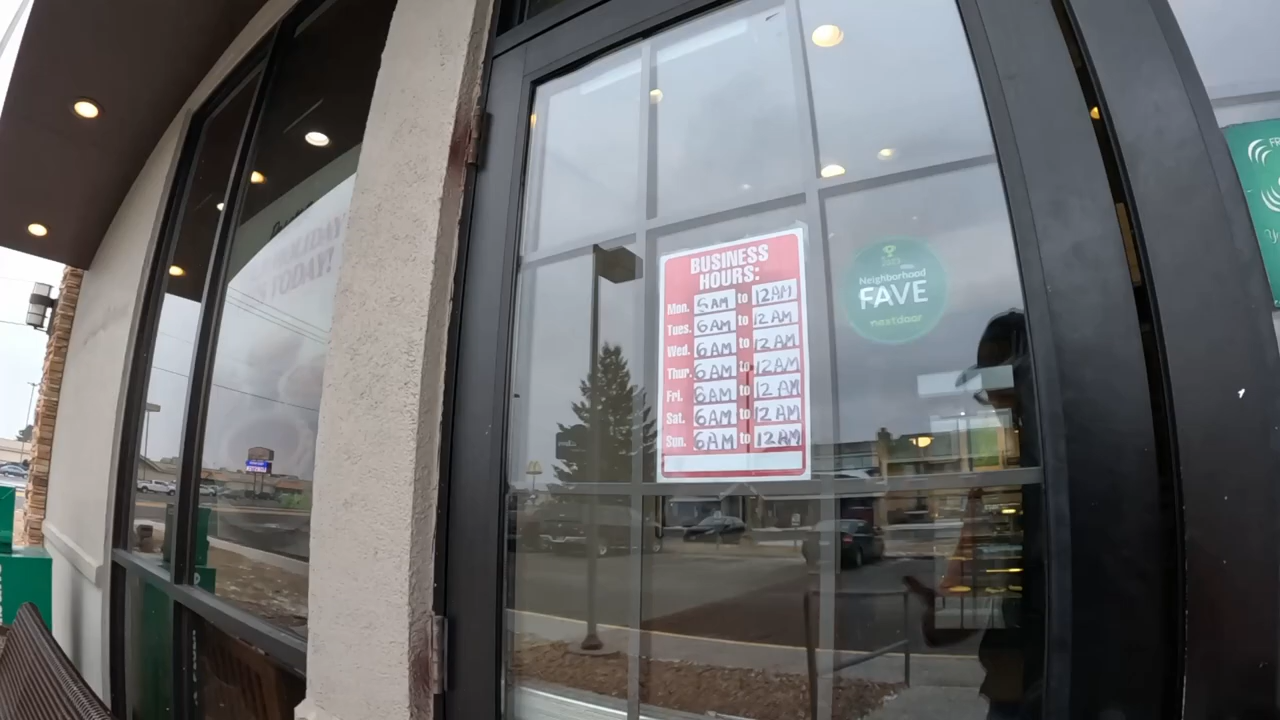 BUSINESS
HOURS:
Mon. 5AM to 12AM
Tues. 6AM to 12AM
Wed. 6AM to 12AM
Thur. 6AM to 12AM
Fri. 6AM to 12AM
Sat. 6AM to 12AM
Sun. 6AM to 12AM
Neighborhood
FAVE
nextdoor
TODAY!